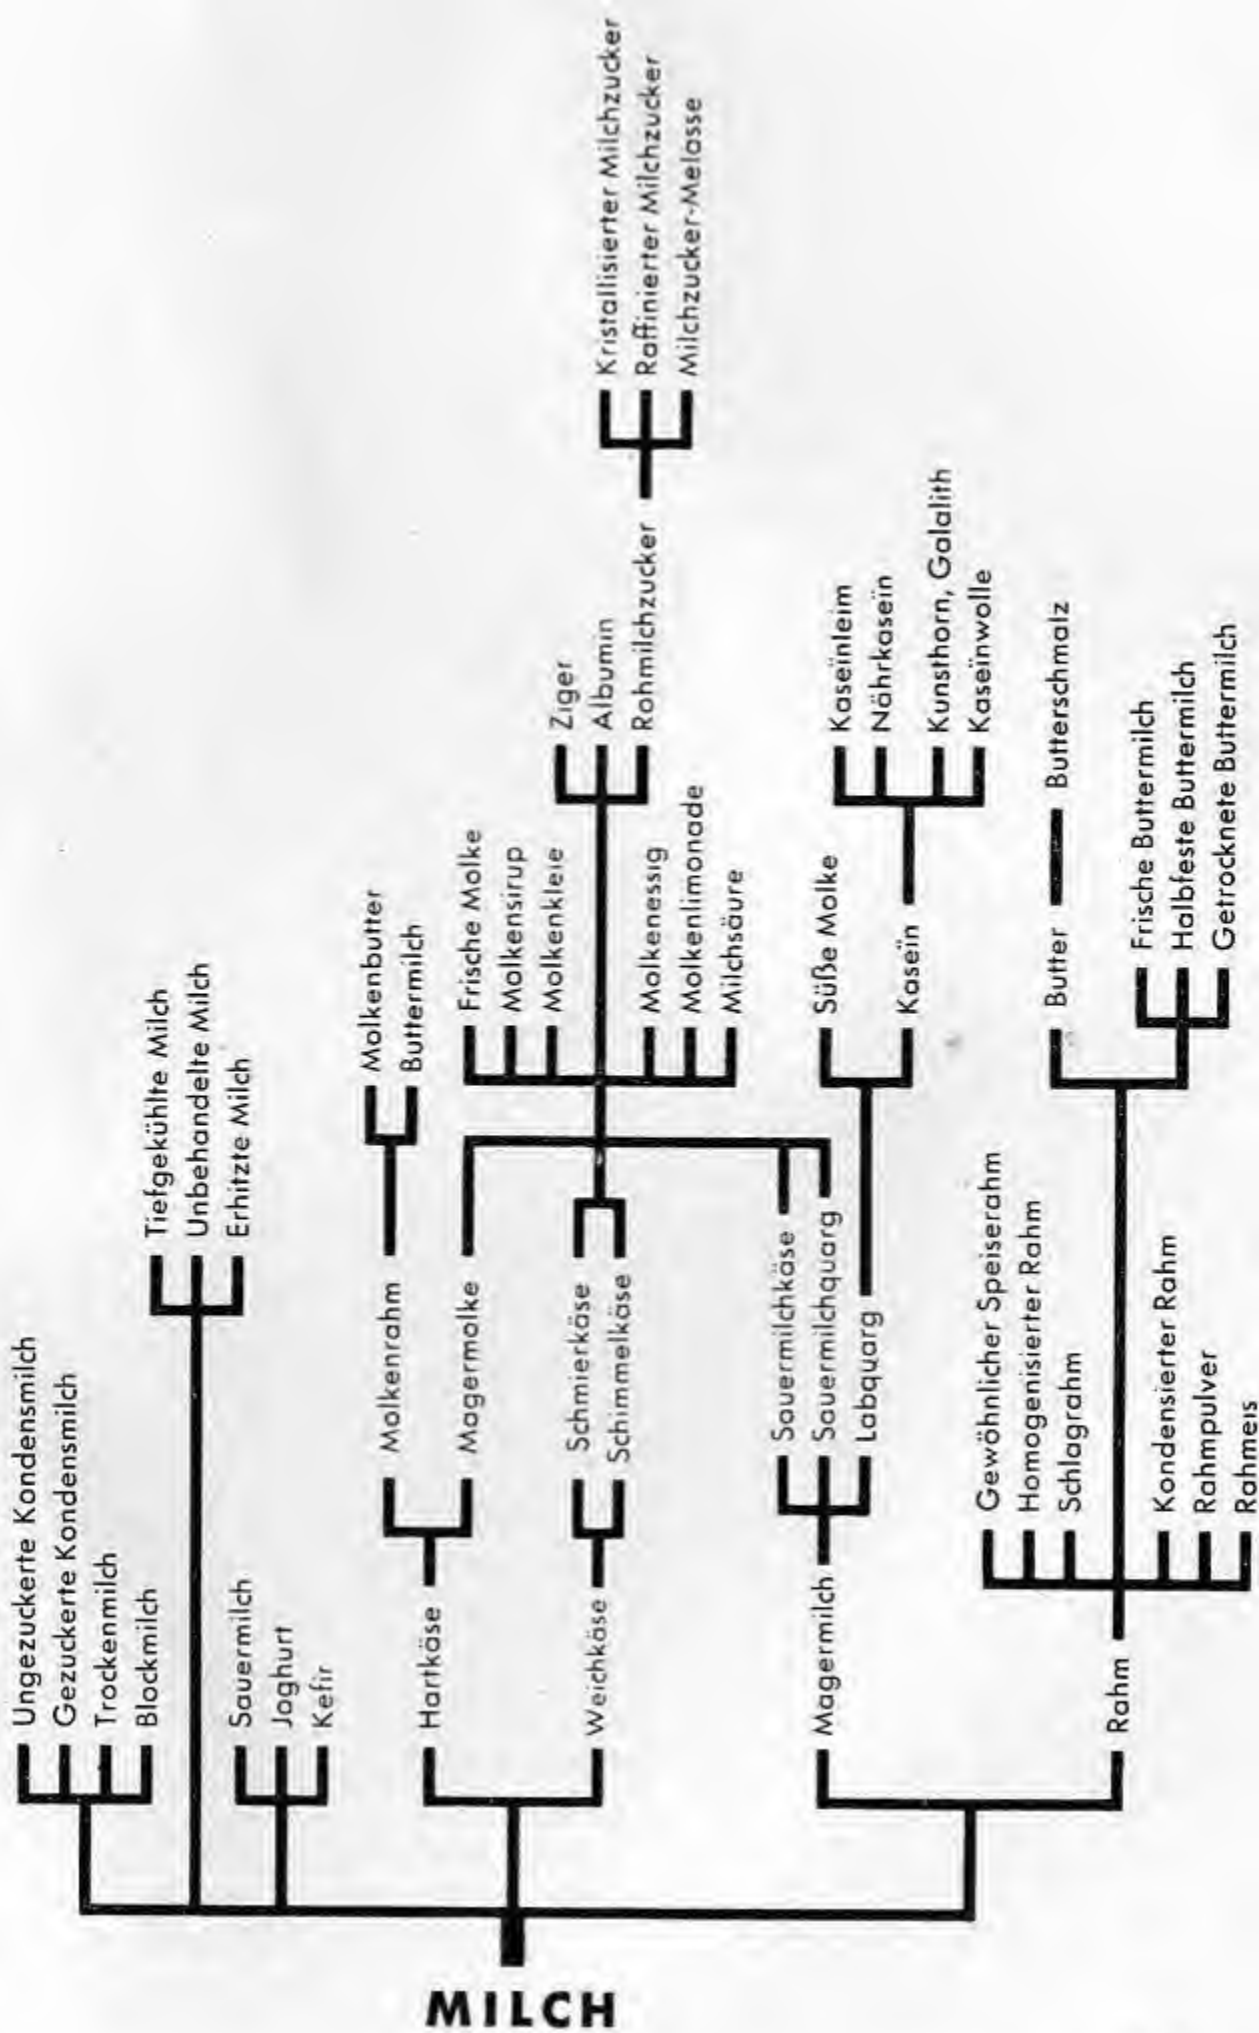 MILCH
Ungezuckerte Kondensmilch
Gezuckerte Kondensmilch
Trockenmilch
Blockmilch
Tiefgekühlte Milch
Unbehandelte Milch
Erhitzte Milch
Sauermilch
Joghurt
Kefir
Hartkäse
Molkenrahm
Molkenbutter
Buttermilch
Magermolke
Weichkäse
Schmierkäse
Schimmelkäse
Frische Molke
Molkensirup
Molkenkleie
Molkenessig
Molkenlimonade
Milchsäure
Ziger
Albumin
Rohmilchzucker
Kristallisierter Milchzucker
Raffinierter Milchzucker
Milchzucker-Melasse
Magermilch
Sauermilchkäse
Sauermilchquarg
Labquarg
Süße Molke
Kaseïn
Kaseïnleim
Nährkaseïn
Kunsthorn, Galalith
Kaseïnwolle
Rahm
Gewöhnlicher Speiserahm
Homogenisierter Rahm
Schlagrahm
Kondensierter Rahm
Rahmpulver
Rahmeis
Butter
Butterschmalz
Frische Buttermilch
Halbfeste Buttermilch
Getrocknete Buttermilch